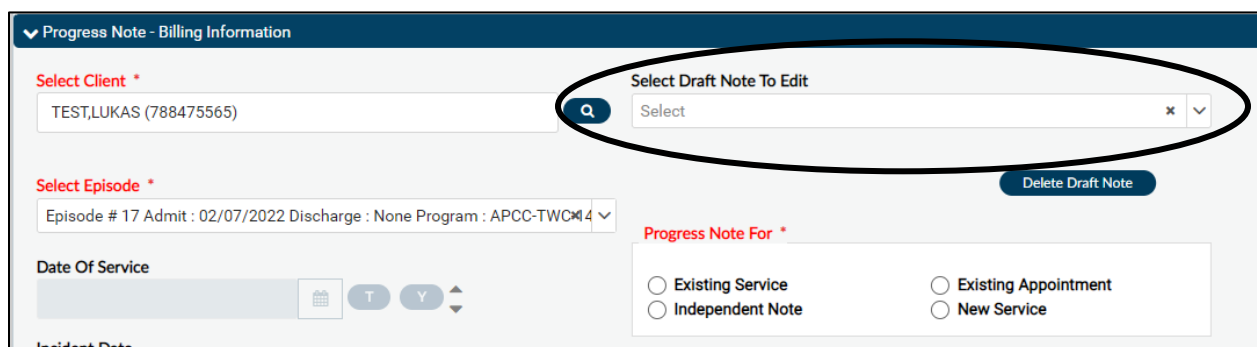 Progress Note - Billing Information
Select Client *
TEST,LUKAS (788475565)
Select Draft Note To Edit
Select
Select Episode *
Episode # 17 Admit : 02/07/2022 Discharge : None Program : APCC-TWC
Delete Draft Note
Progress Note For *
Date Of Service
T Y
Existing Service
Existing Appointment
Independent Note
New Service
Incident Date